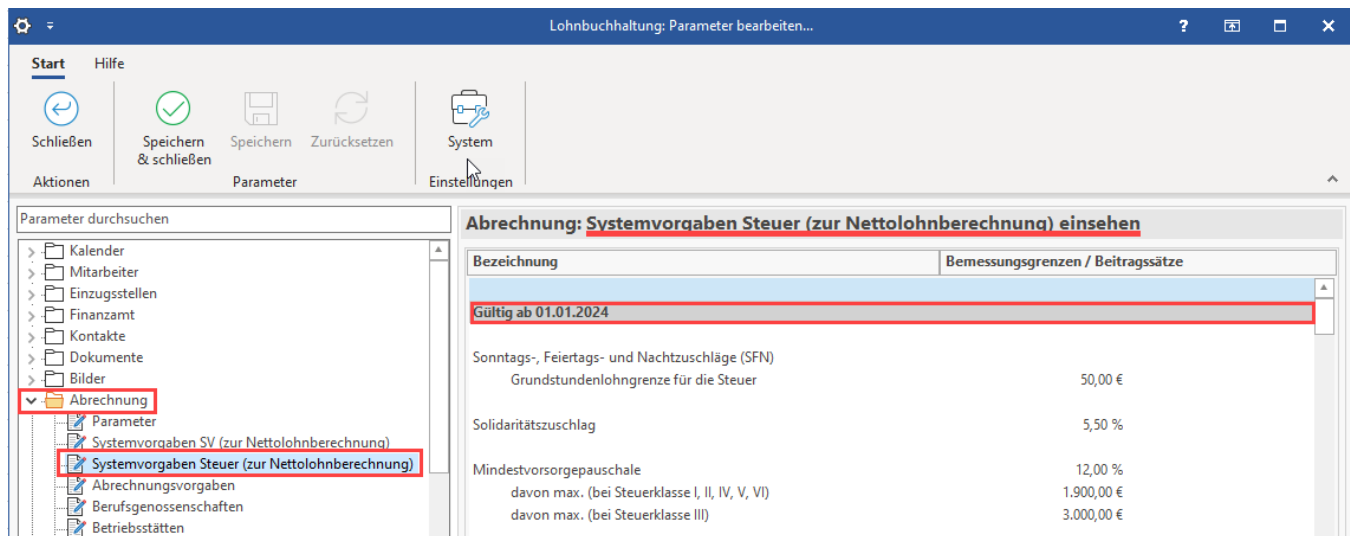 Lohnbuchhaltung: Parameter bearbeiten...
?
Start Hilfe
Schließen
Speichern
& schließen
Speichern
Zurücksetzen
System
Aktionen
Parameter
Einstellungen
Parameter durchsuchen
Kalender
Mitarbeiter
Einzugsstellen
Finanzamt
Kontakte
Dokumente
Bilder
Abrechnung
Parameter
Systemvorgaben SV (zur Nettolohnberechnung)
Systemvorgaben Steuer (zur Nettolohnberechnung)
Abrechnungsvorgaben
Berufsgenossenschaften
Betriebsstätten
Abrechnung: Systemvorgaben Steuer (zur Nettolohnberechnung) einsehen
Bezeichnung Bemessungsgrenzen / Beitragssätze
Gültig ab 01.01.2024
Sonntags-, Feiertags- und Nachtzuschläge (SFN)
Grundstundenlohngrenze für die Steuer 50,00 €
Solidaritätszuschlag 5,50 %
Mindestvorsorgepauschale 12,00 %
davon max. (bei Steuerklasse I, II, IV, V, VI) 1.900,00 €
davon max. (bei Steuerklasse III) 3.000,00 €